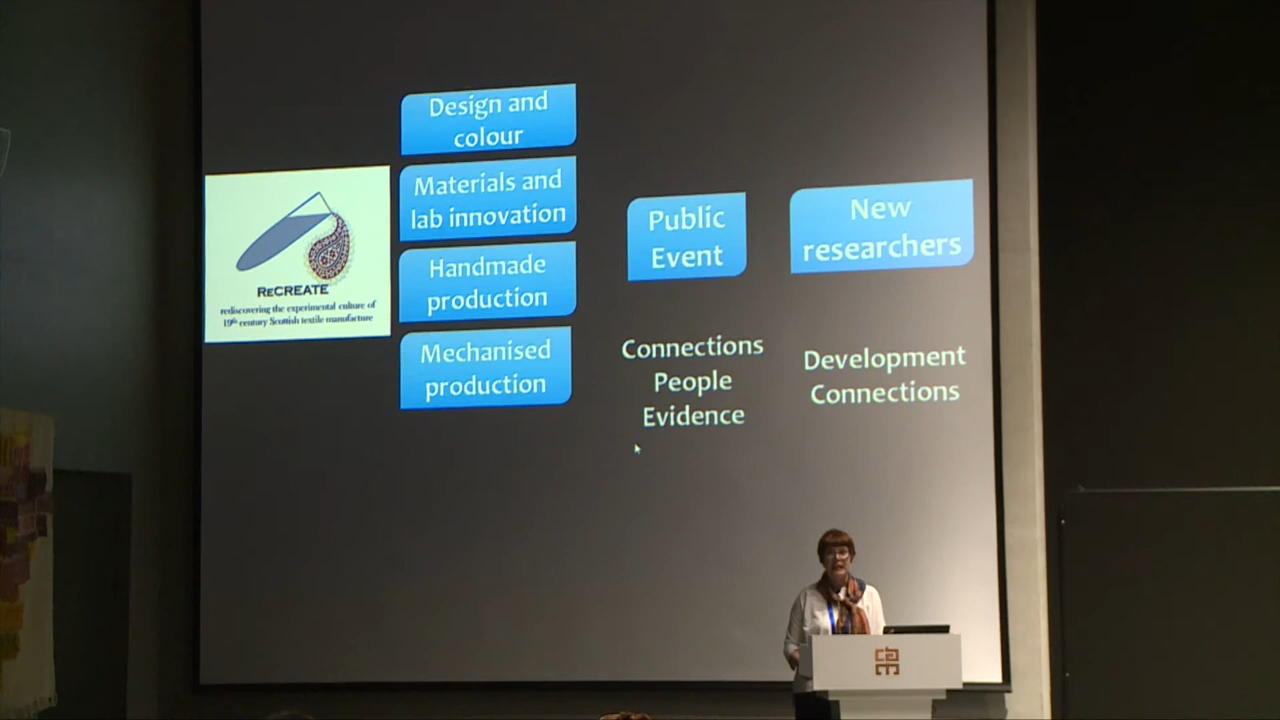 Design and
colour
Materials and
lab innovation
Handmade
production
Mechanised
production
RECREATE
rediscovering the experimental culture of
19th century Scottish textile manufacture
Public
Event
Connections
People
Evidence
New
researchers
Development
Connections